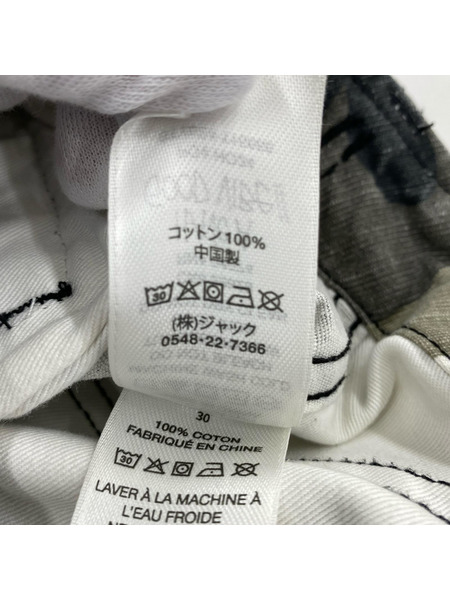 コットン100%
中国製
30
(株)ジャック
0548-22-7366
30
100% COTON
FABRIQUÉ EN CHINE
30
LAVER À LA MACHINE À
L'EAU FROIDE